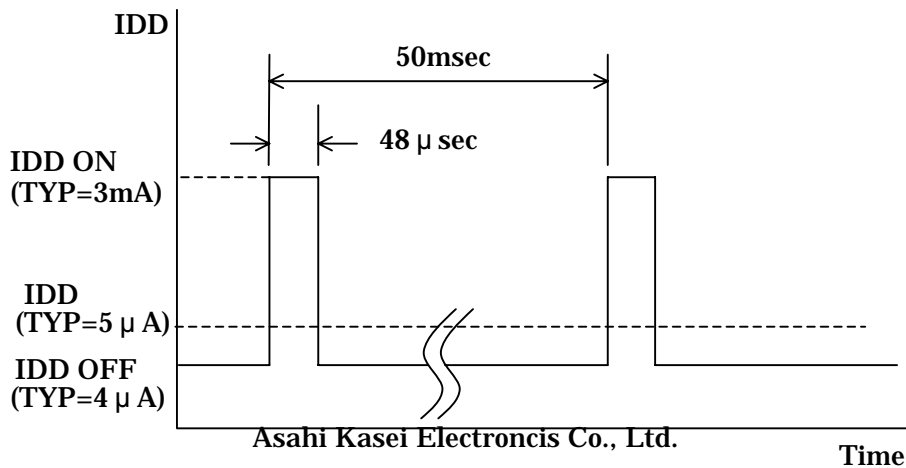 IDD
50msec
48 μ sec
IDD ON
(TYP=3mA)
IDD
(TYP=5 μ A)
IDD OFF
(TYP=4 μ A)
Asahi Kasei Electroncis Co., Ltd.
Time